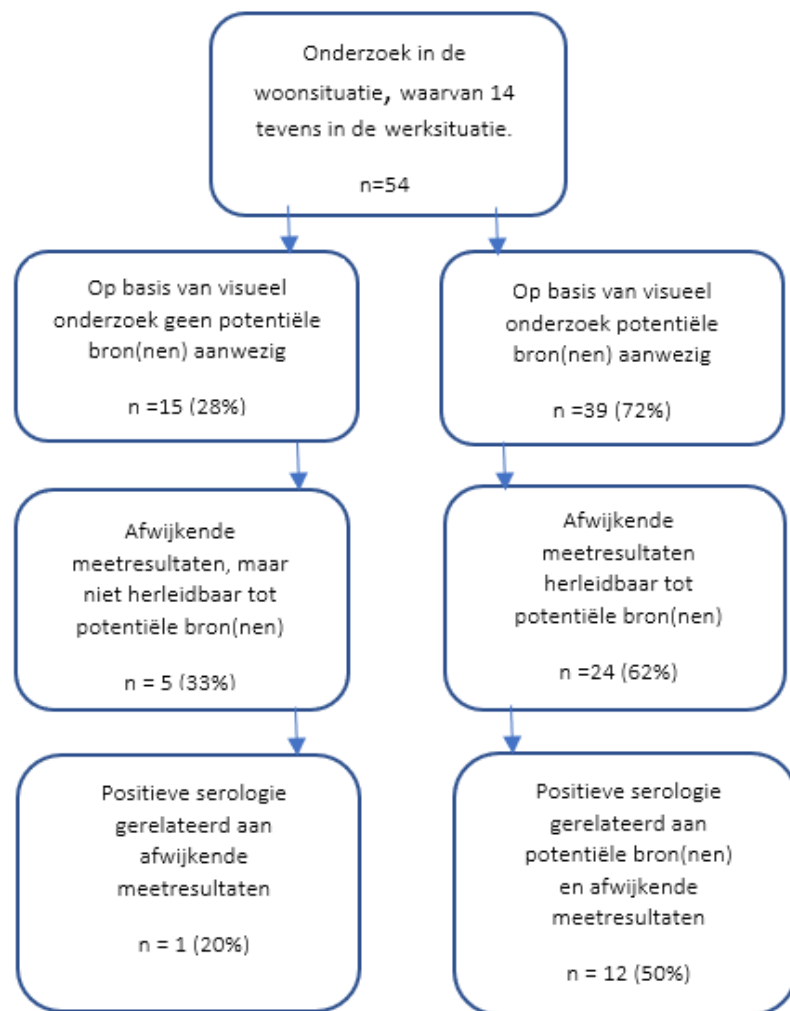 Onderzoek in de
woonsituatie, waarvan 14
tevens in de werksituatie.
n=54
Op basis van visueel
onderzoek geen potentiële
bron(nen) aanwezig
n =15 (28%)
Op basis van visueel
onderzoek potentiële
bron(nen) aanwezig
n =39 (72%)
Afwijkende
meetresultaten, maar
niet herleidbaar tot
potentiële bron(nen)
n = 5 (33%)
Afwijkende
meetresultaten
herleidbaar tot
potentiële bron(nen)
n =24 (62%)
Positieve serologie
gerelateerd aan
afwijkende
meetresultaten
n = 1 (20%)
Positieve serologie
gerelateerd aan
potentiële bron(nen)
en afwijkende
meetresultaten
n = 12 (50%)